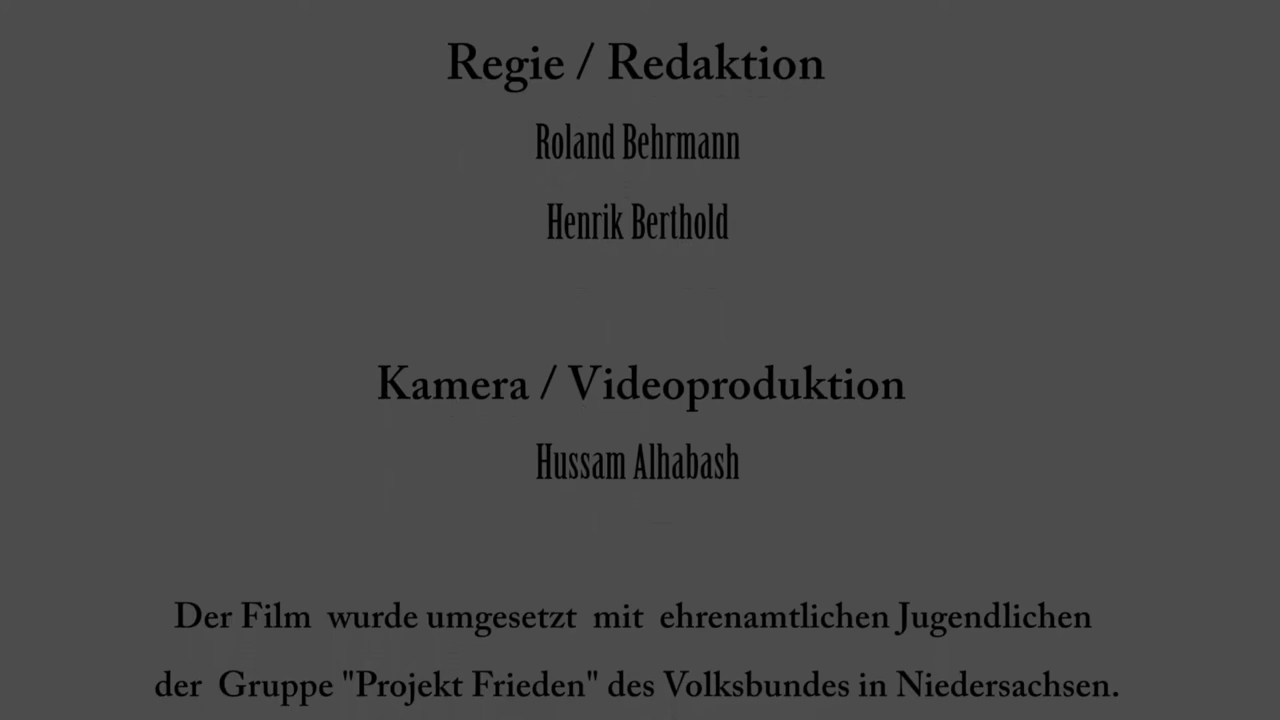 Regie / Redaktion
Roland Behrmann
Henrik Berthold
Kamera / Videoproduktion
Hussam Alhabash
Der Film wurde umgesetzt mit ehrenamtlichen Jugendlichen
der Gruppe "Projekt Frieden" des Volksbundes in Niedersachsen.